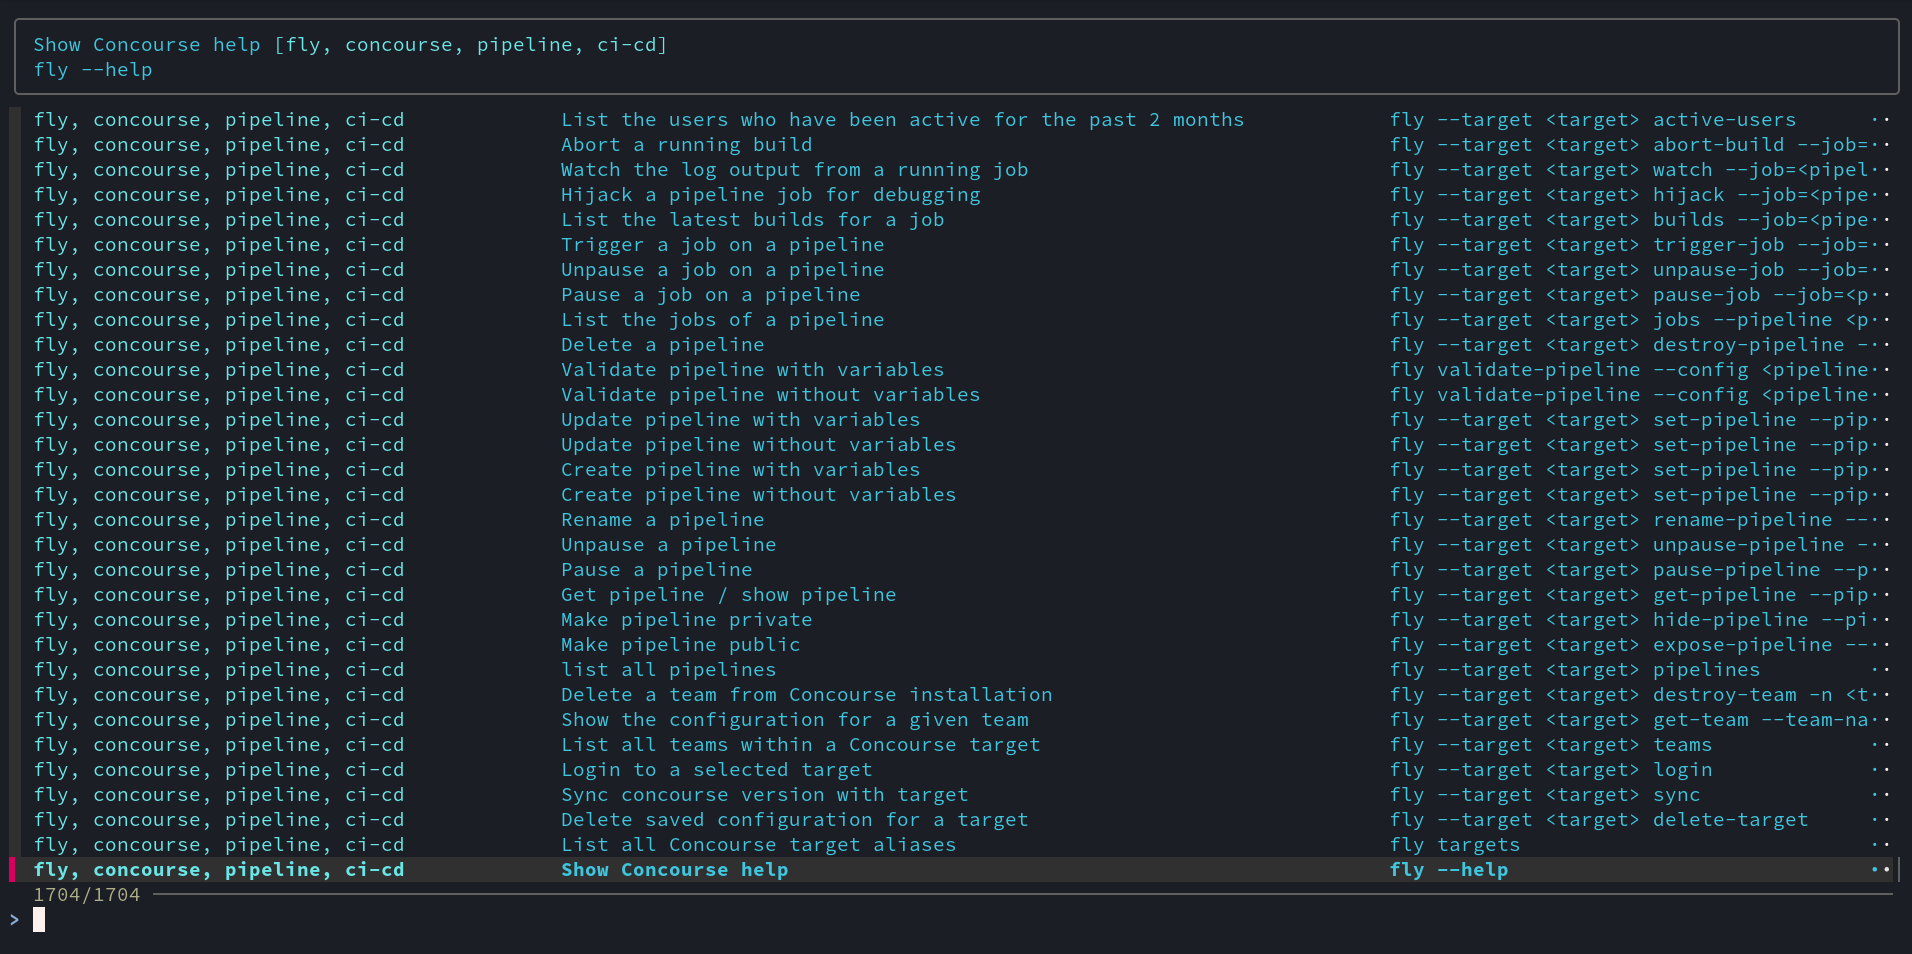 Show Concourse help [fly, concourse, pipeline, ci-cd]
fly --help
fly, concourse, pipeline, ci-cd List the users who have been active for the past 2 months fly --target <target> active-users ··
fly, concourse, pipeline, ci-cd Abort a running build fly --target <target> abort-build --job=··
fly, concourse, pipeline, ci-cd Watch the log output from a running job fly --target <target> watch --job=<pipel··
fly, concourse, pipeline, ci-cd Hijack a pipeline job for debugging fly --target <target> hijack --job=<pipe··
fly, concourse, pipeline, ci-cd List the latest builds for a job fly --target <target> builds --job=<pipe··
fly, concourse, pipeline, ci-cd Trigger a job on a pipeline fly --target <target> trigger-job --job=··
fly, concourse, pipeline, ci-cd Unpause a job on a pipeline fly --target <target> unpause-job --job=··
fly, concourse, pipeline, ci-cd Pause a job on a pipeline fly --target <target> pause-job --job=<p··
fly, concourse, pipeline, ci-cd List the jobs of a pipeline fly --target <target> jobs --pipeline <p··
fly, concourse, pipeline, ci-cd Delete a pipeline fly --target <target> destroy-pipeline -··
fly, concourse, pipeline, ci-cd Validate pipeline with variables fly validate-pipeline --config <pipeline··
fly, concourse, pipeline, ci-cd Validate pipeline without variables fly validate-pipeline --config <pipeline··
fly, concourse, pipeline, ci-cd Update pipeline with variables fly --target <target> set-pipeline --pip··
fly, concourse, pipeline, ci-cd Update pipeline without variables fly --target <target> set-pipeline --pip··
fly, concourse, pipeline, ci-cd Create pipeline with variables fly --target <target> set-pipeline --pip··
fly, concourse, pipeline, ci-cd Create pipeline without variables fly --target <target> set-pipeline --pip··
fly, concourse, pipeline, ci-cd Rename a pipeline fly --target <target> rename-pipeline --··
fly, concourse, pipeline, ci-cd Unpause a pipeline fly --target <target> unpause-pipeline -··
fly, concourse, pipeline, ci-cd Pause a pipeline fly --target <target> pause-pipeline --p··
fly, concourse, pipeline, ci-cd Get pipeline / show pipeline fly --target <target> get-pipeline --pip··
fly, concourse, pipeline, ci-cd Make pipeline private fly --target <target> hide-pipeline --pi··
fly, concourse, pipeline, ci-cd Make pipeline public fly --target <target> expose-pipeline --··
fly, concourse, pipeline, ci-cd list all pipelines fly --target <target> pipelines ··
fly, concourse, pipeline, ci-cd Delete a team from Concourse installation fly --target <target> destroy-team -n <t··
fly, concourse, pipeline, ci-cd Show the configuration for a given team fly --target <target> get-team --team-na··
fly, concourse, pipeline, ci-cd List all teams within a Concourse target fly --target <target> teams ··
fly, concourse, pipeline, ci-cd Login to a selected target fly --target <target> login ··
fly, concourse, pipeline, ci-cd Sync concourse version with target fly --target <target> sync ··
fly, concourse, pipeline, ci-cd Delete saved configuration for a target fly --target <target> delete-target ··
fly, concourse, pipeline, ci-cd List all Concourse target aliases fly targets ··
fly, concourse, pipeline, ci-cd Show Concourse help fly --help ··
1704/1704
>